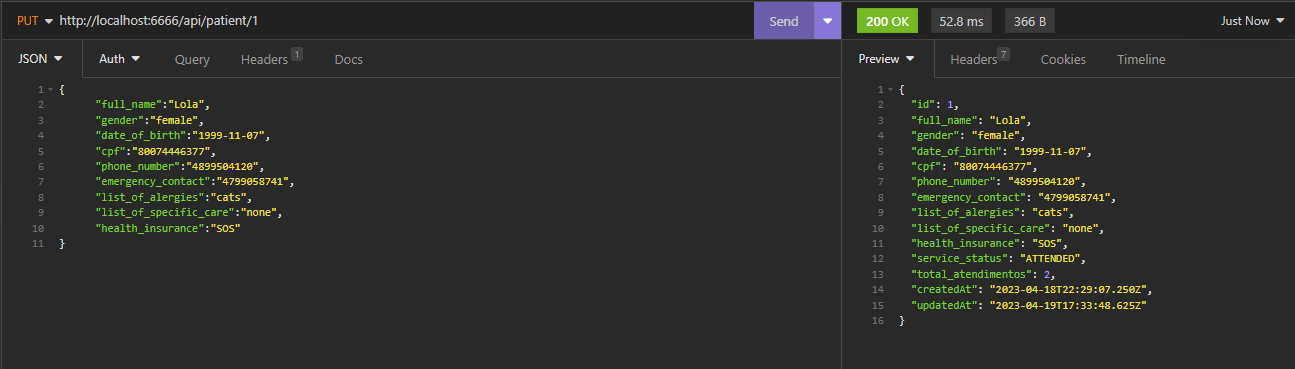 PUT http://localhost:6666/api/patient/1 Send
200 OK 52.8 ms 366 B Just Now
JSON Auth Query Headers 1 Docs
Preview Headers 7 Cookies Timeline
1 {
2 "full_name":"Lola",
3 "gender":"female",
4 "date_of_birth":"1999-11-07",
5 "cpf":"80074446377",
6 "phone_number":"4899504120",
7 "emergency_contact":"4799058741",
8 "list_of_alergies":"cats",
9 "list_of_specific_care":"none",
10 "health_insurance":"SOS"
11 }
1 {
2 "id": 1,
3 "full_name": "Lola",
4 "gender": "female",
5 "date_of_birth": "1999-11-07",
6 "cpf": "80074446377",
7 "phone_number": "4899504120",
8 "emergency_contact": "4799058741",
9 "list_of_alergies": "cats",
10 "list_of_specific_care": "none",
11 "health_insurance": "SOS",
12 "service_status": "ATTENDED",
13 "total_atendimentos": 2,
14 "createdAt": "2023-04-18T22:29:07.250Z",
15 "updatedAt": "2023-04-19T17:33:48.625Z"
16 }